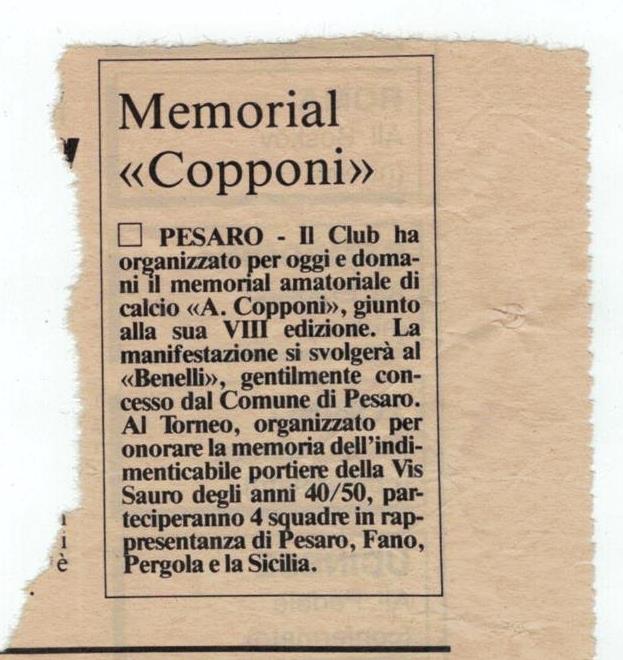 Memorial
«Copponi»
□ PESARO - Il Club ha
organizzato per oggi e doma-
ni il memorial amatoriale di
calcio «A. Copponi», giunto
alla sua VIII edizione. La
manifestazione si svolgerà al
«Benelli», gentilmente con-
cesso dal Comune di Pesaro.
Al Torneo, organizzato per
onorare la memoria dell'indi-
menticabile portiere della Vis
Sauro degli anni 40/50, par-
teciperanno 4 squadre in rap-
presentanza di Pesaro, Fano,
Pergola e la Sicilia.
i
è